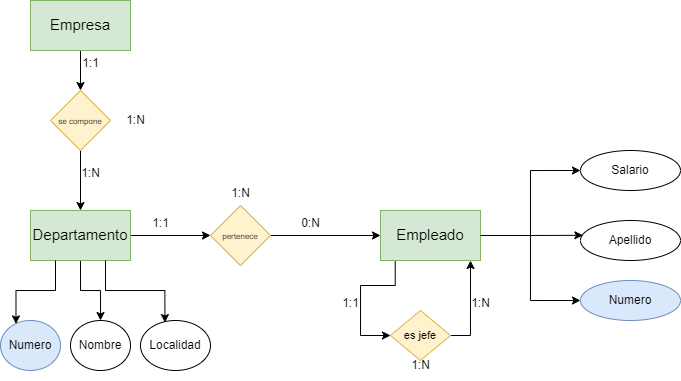 Empresa
1:1
se compone
1:N
1:N
Departamento
1:1
1:N
pertenece
0:N
Empleado
Salario
Apellido
Numero
1:1
es jefe
1:N
1:N
Numero
Nombre
Localidad